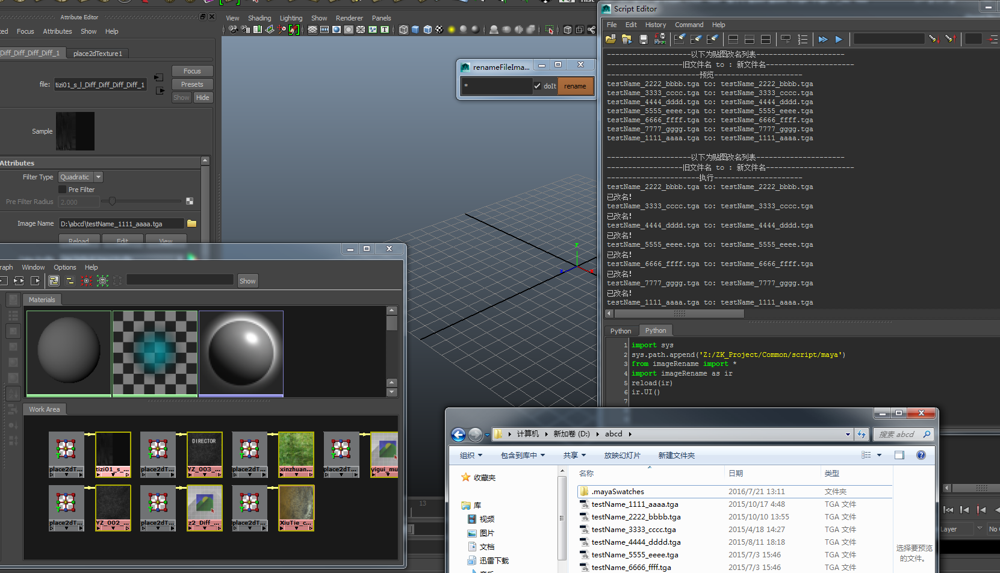 Hist
Attribute Editor
ted Focus Attributes Show Help
_Diff_Diff_Diff_Diff_1 place2dTexture1
file: tizi01_s_l_Diff_Diff_Diff_Diff_1
Focus
Presets
Show Hide
Sample
Attributes
Filter Type Quadratic
Pre Filter
Pre Filter Radius 2.000
Image Name D:\abcd\testName_1111_aaaa.tga
Reload Edit View
View Shading Lighting Show Renderer Panels
renameFileIma...
* doIt rename
Script Editor
File Edit History Command Help
--------------------以下为贴图改名列表---------------------
------------------旧文件名 to : 新文件名---------------------
----------------------预览---------------------
testName_2222_bbbb.tga to: testName_2222_bbbb.tga
testName_3333_cccc.tga to: testName_3333_cccc.tga
testName_4444_dddd.tga to: testName_4444_dddd.tga
testName_5555_eeee.tga to: testName_5555_eeee.tga
testName_6666_ffff.tga to: testName_6666_ffff.tga
testName_7777_gggg.tga to: testName_7777_gggg.tga
testName_1111_aaaa.tga to: testName_1111_aaaa.tga
--------------------以下为贴图改名列表---------------------
------------------旧文件名 to : 新文件名---------------------
----------------------执行---------------------
testName_2222_bbbb.tga to: testName_2222_bbbb.tga
已改名!
testName_3333_cccc.tga to: testName_3333_cccc.tga
已改名!
testName_4444_dddd.tga to: testName_4444_dddd.tga
已改名!
testName_5555_eeee.tga to: testName_5555_eeee.tga
已改名!
testName_6666_ffff.tga to: testName_6666_ffff.tga
已改名!
testName_7777_gggg.tga to: testName_7777_gggg.tga
已改名!
testName_1111_aaaa.tga to: testName_1111_aaaa.tga
Python Python
1 import sys
2 sys.path.append('Z:/ZK_Project/Common/script/maya')
3 from imageRename import *
4 import imageRename as ir
5 reload(ir)
6 ir.UI()
7
raph Window Options Help
Show
Materials
Work Area
place2dT... tizi01_s_... place2dT... YZ_003_... place2dT... xinzhuan... place2dT... yigui_mu
DIRECTOR
place2dT... YZ_002_... place2dT... z2_Diff_... place2dT... XiuTie_c...
13
y
z
x
计算机 新加卷 (D:) abcd
搜索 abcd
组织 包含到库中 共享 放映幻灯片 新建文件夹
收藏夹
库
视频
图片
文档
迅雷下载
音乐
名称 日期 类型
.mayaSwatches 2016/7/21 13:11 文件夹
testName_1111_aaaa.tga 2015/10/17 4:48 TGA 文件
testName_2222_bbbb.tga 2015/10/10 13:55 TGA 文件
testName_3333_cccc.tga 2015/4/18 14:27 TGA 文件
testName_4444_dddd.tga 2015/8/11 18:18 TGA 文件
testName_5555_eeee.tga 2015/7/3 15:46 TGA 文件
testName_6666_ffff.tga 2015/7/3 15:46 TGA 文件
选择要预览
的文件。
Layer No